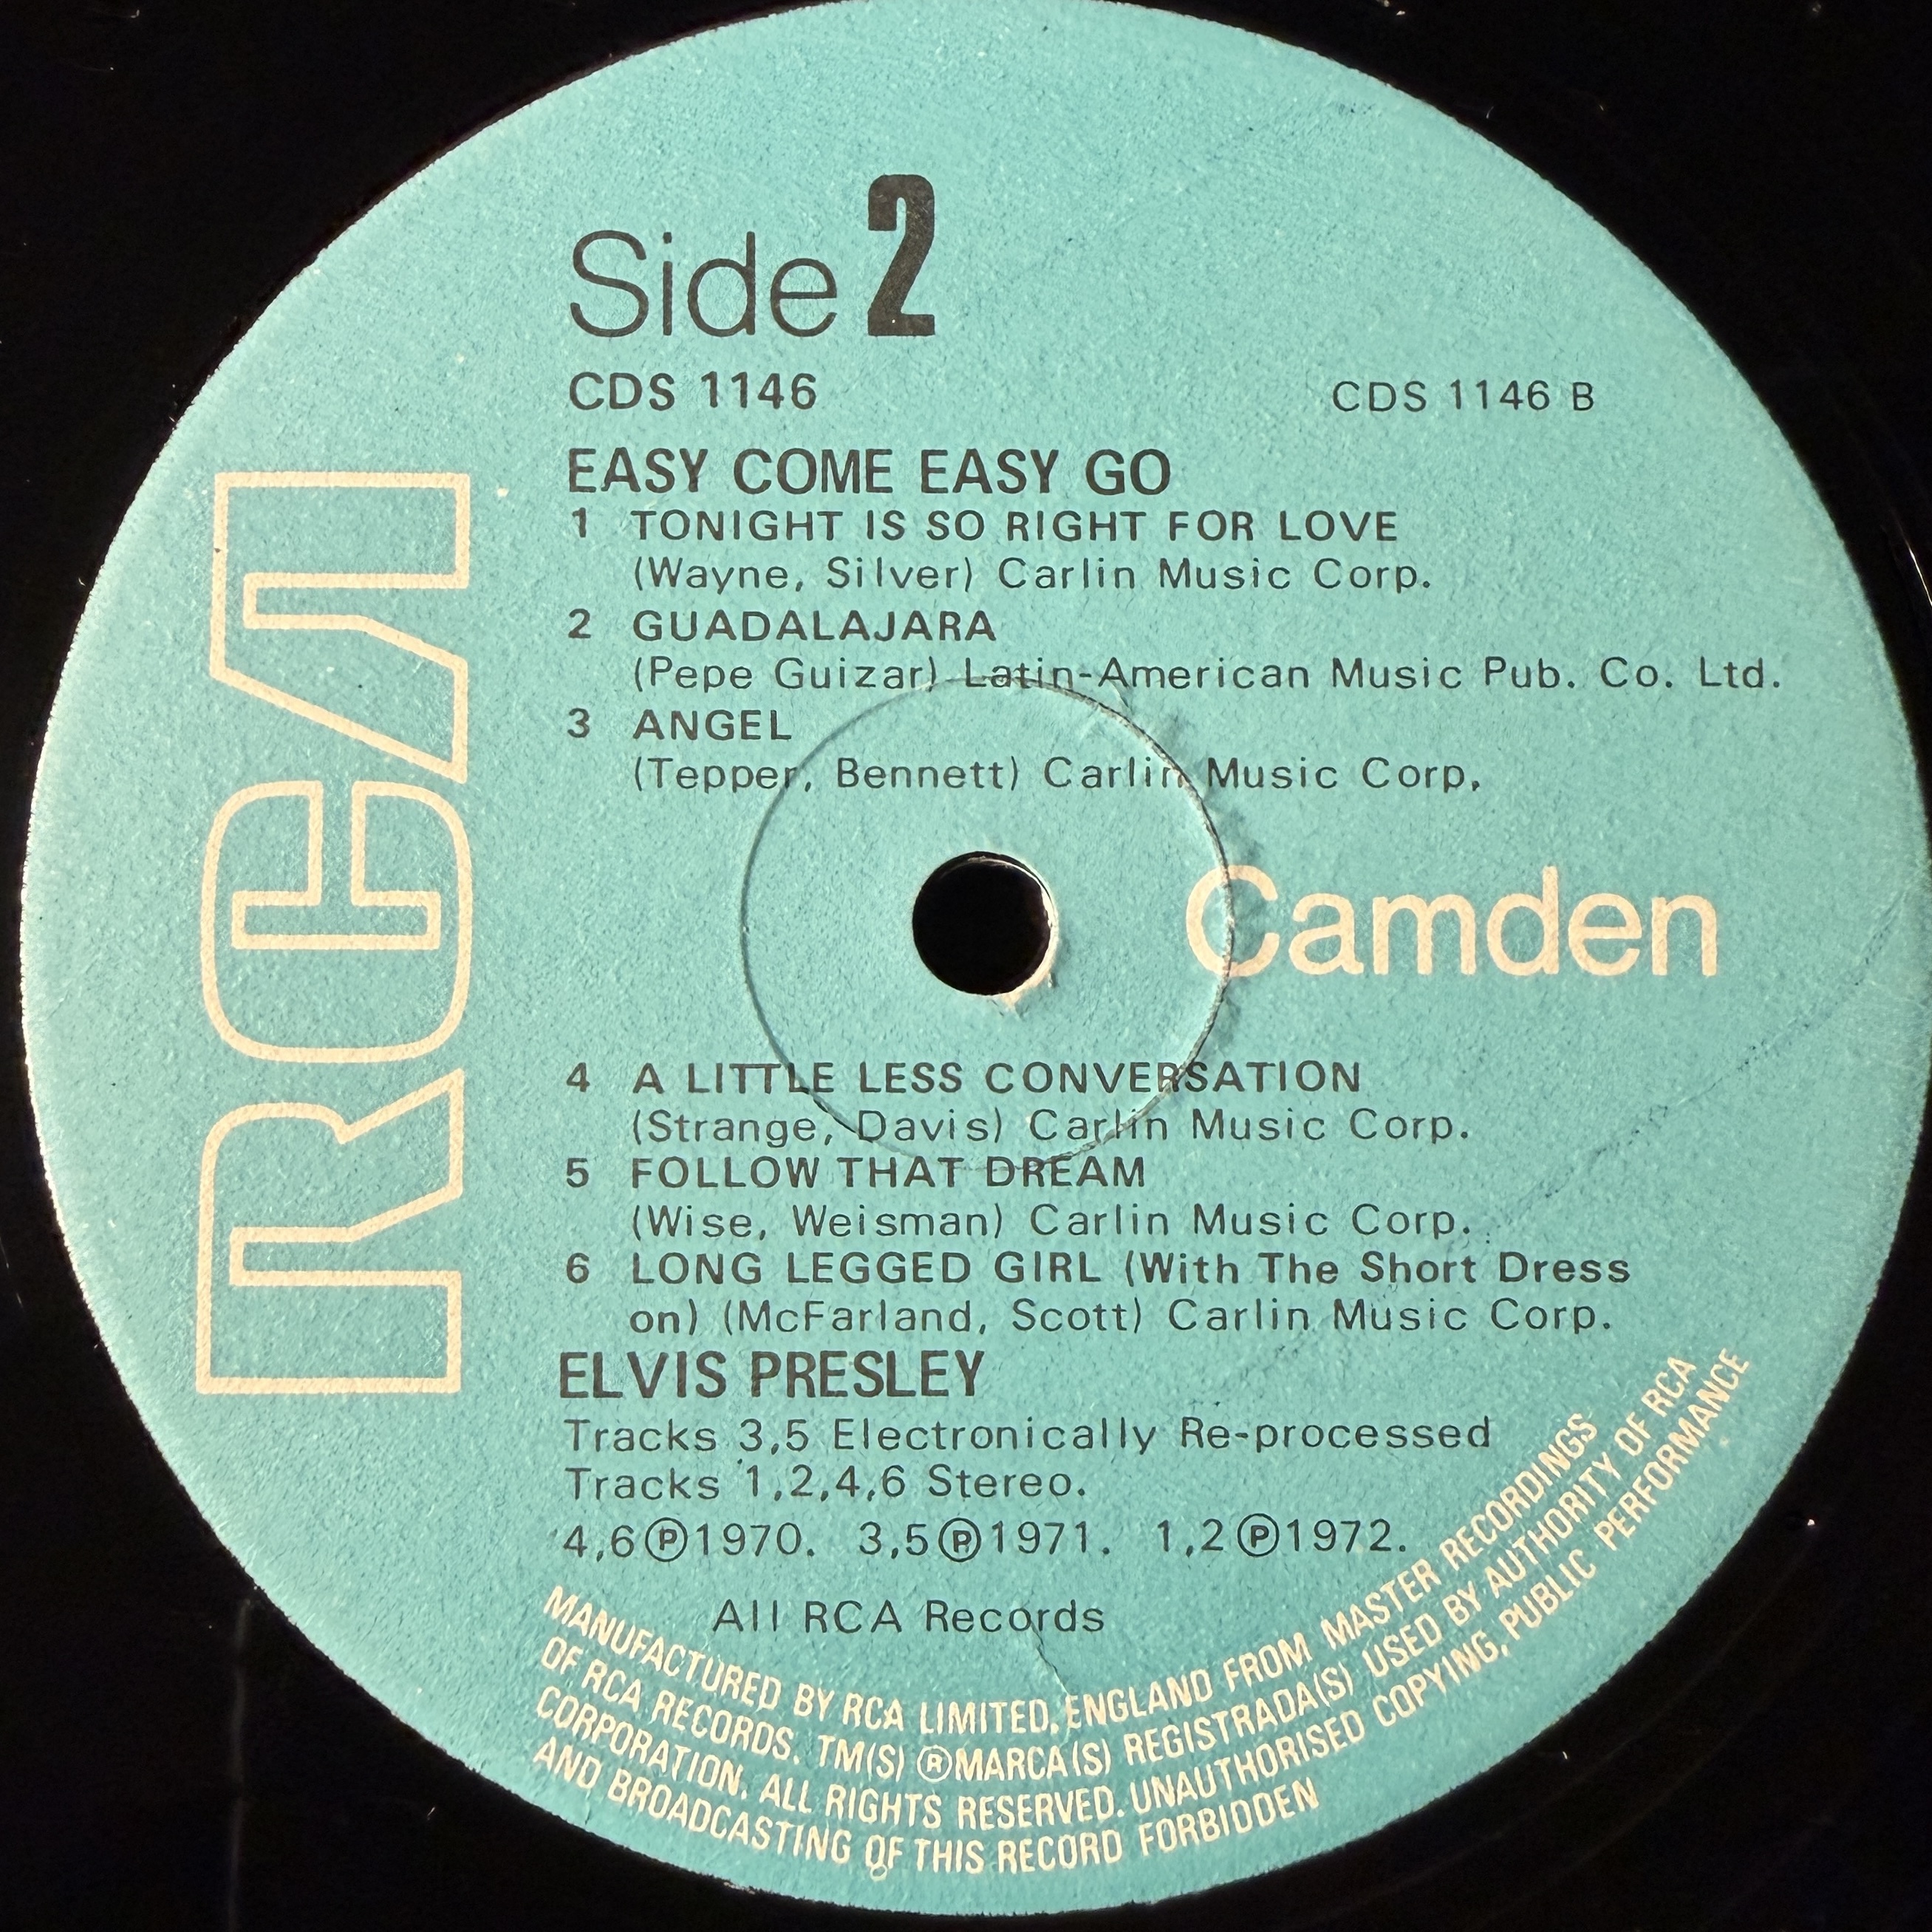 Side 2
CDS 1146
CDS 1146 B
EASY COME EASY GO
1 TONIGHT IS SO RIGHT FOR LOVE
(Wayne, Silver) Carlin Music Corp.
2 GUADALAJARA
(Pepe Guizar) Latin-American Music Pub. Co. Ltd.
3 ANGEL
(Tepper, Bennett) Carlin Music Corp,
RCA
Camden
4 A LITTLE LESS CONVERSATION
(Strange, Davis) Carlin Music Corp.
5 FOLLOW THAT DREAM
(Wise, Weisman) Carlin Music Corp.
6 LONG LEGGED GIRL (With The Short Dress
on) (McFarland, Scott) Carlin Music Corp.
ELVIS PRESLEY
Tracks 3,5 Electronically Re-processed
Tracks 1,2,4,6 Stereo.
4,6Ⓟ1970. 3,5Ⓟ1971. 1,2Ⓟ1972.
All RCA Records
MANUFACTURED BY RCA LIMITED, ENGLAND FROM MASTER RECORDINGS
OF RCA RECORDS. TM(S) ®MARCA(S) REGISTRADA(S) USED BY AUTHORITY OF RCA
CORPORATION. ALL RIGHTS RESERVED. UNAUTHORISED COPYING, PUBLIC PERFORMANCE
AND BROADCASTING OF THIS RECORD FORBIDDEN